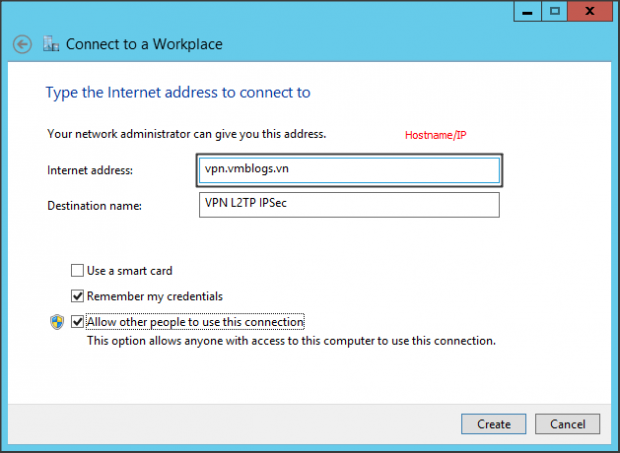 Connect to a Workplace
Type the Internet address to connect to
Your network administrator can give you this address.
Hostname/IP
Internet address:
vpn.vmblogs.vn
Destination name:
VPN L2TP IPSec
Use a smart card
Remember my credentials
Allow other people to use this connection
This option allows anyone with access to this computer to use this connection.
Create
Cancel